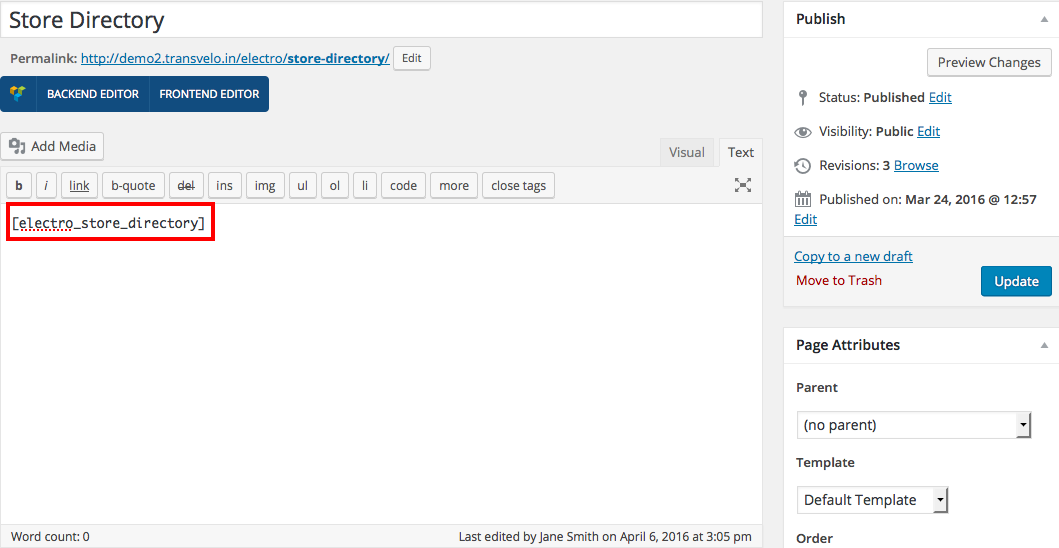 Store Directory
Permalink: http://demo2.transvelo.in/electro/store-directory/ Edit
BACKEND EDITOR FRONTEND EDITOR
Add Media
Visual Text
b i link b-quote del ins img ul ol li code more close tags
[electro_store_directory]
Word count: 0 Last edited by Jane Smith on April 6, 2016 at 3:05 pm
Publish
Preview Changes
Status: Published Edit
Visibility: Public Edit
Revisions: 3 Browse
Published on: Mar 24, 2016 @ 12:57
Edit
Copy to a new draft
Move to Trash
Update
Page Attributes
Parent
(no parent)
Template
Default Template
Order